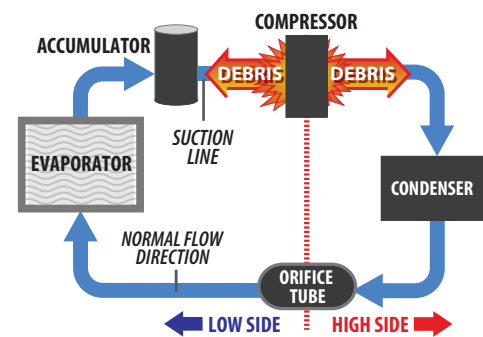 COMPRESSOR
ACCUMULATOR
DEBRIS
DEBRIS
SUCTION
LINE
EVAPORATOR
CONDENSER
NORMAL FLOW
DIRECTION
ORIFICE
TUBE
LOW SIDE
HIGH SIDE